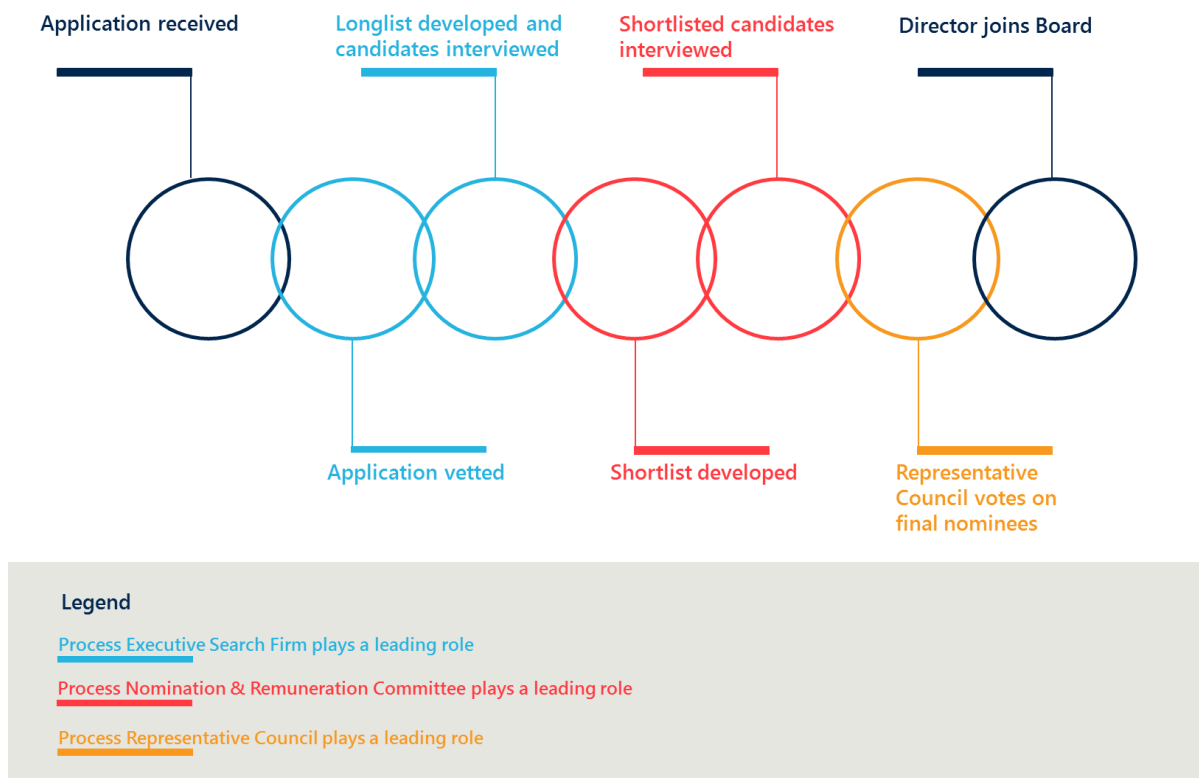 Application received
Longlist developed and
candidates interviewed
Shortlisted candidates
interviewed
Director joins Board
Application vetted
Shortlist developed
Representative
Council votes on
final nominees
Legend
Process Executive Search Firm plays a leading role
Process Nomination & Remuneration Committee plays a leading role
Process Representative Council plays a leading role